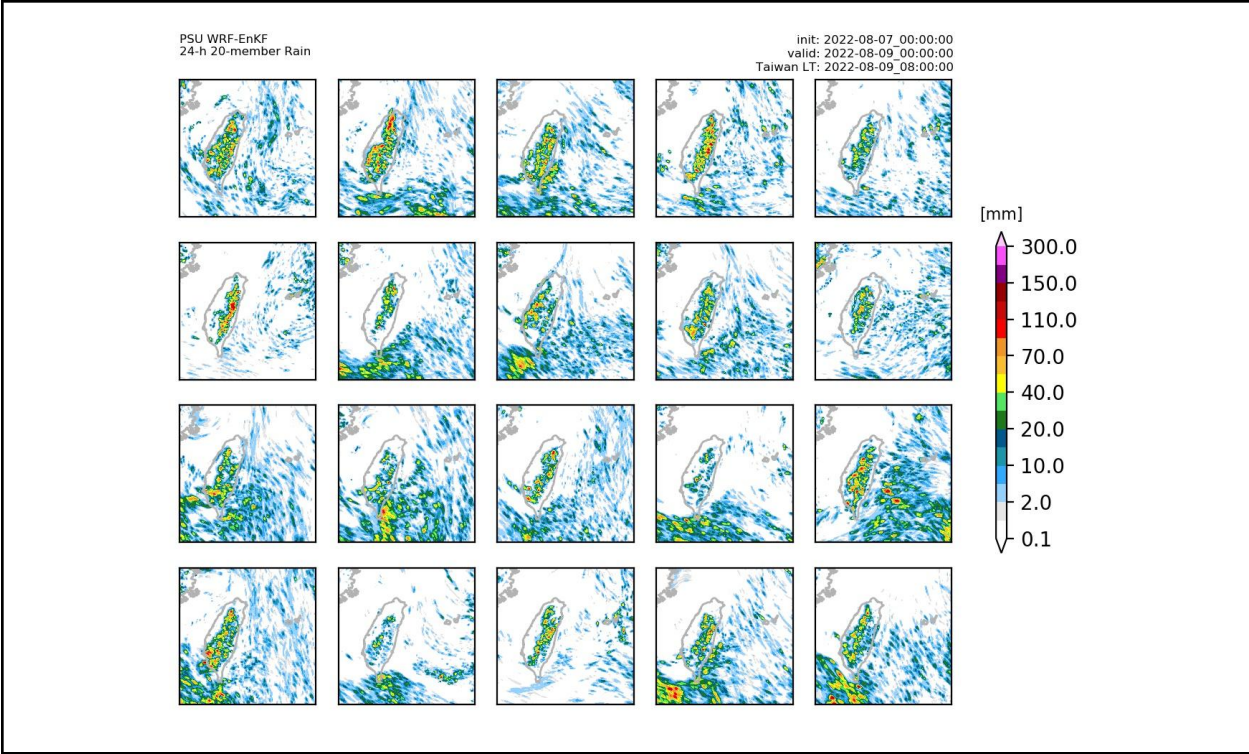 PSU WRF-EnKF
24-h 20-member Rain
init: 2022-08-07_00:00:00
valid: 2022-08-09_00:00:00
Taiwan LT: 2022-08-09_08:00:00
[mm]
300.0
150.0
110.0
70.0
40.0
20.0
10.0
2.0
0.1